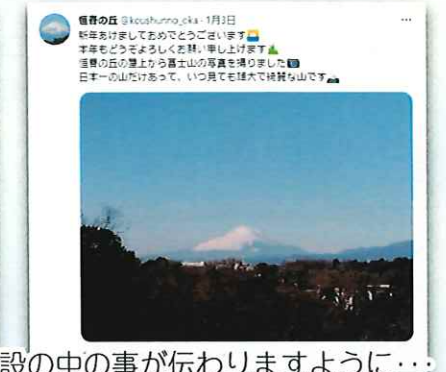 恒春の丘 @koushunno_oka · 1月3日
新年あけましておめでとうございます🌅
本年もどうぞよろしくお願い申し上げます🎍
恒春の丘の屋上から富士山の写真を撮りました📷
日本一の山だけあって、いつ見ても雄大で綺麗な山です🗻
設の中の事が伝わりますように・・・